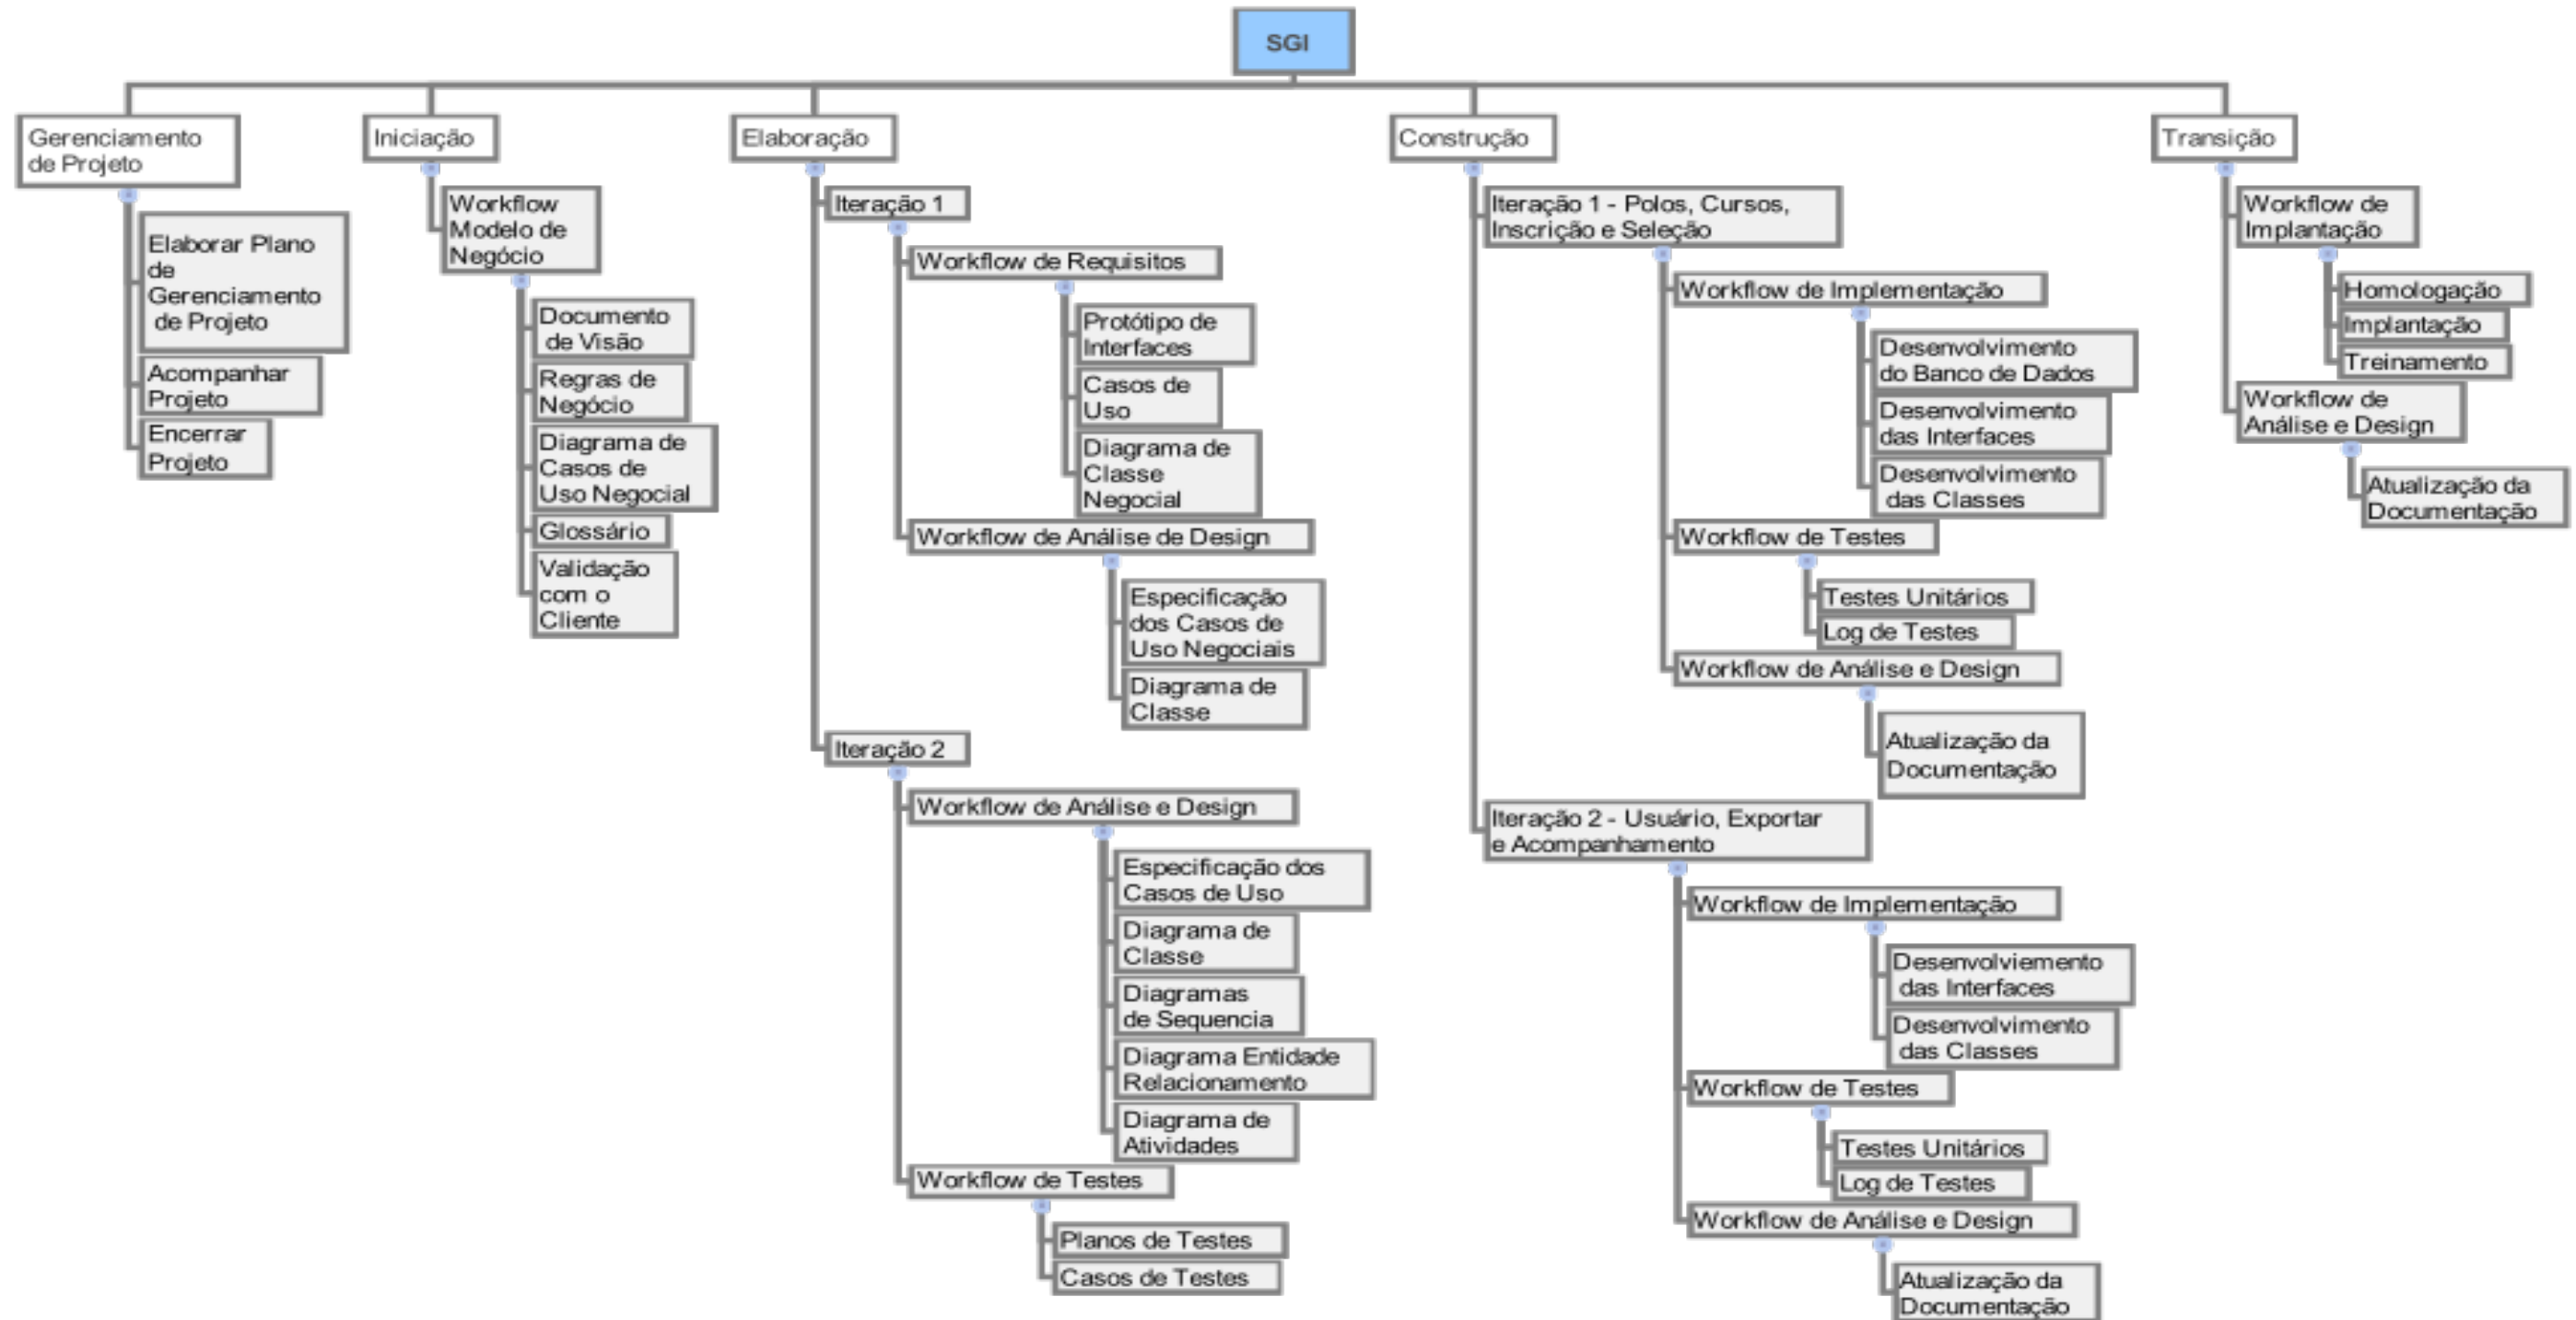 SGI
Gerenciamento
de Projeto
Elaborar Plano
de
Gerenciamento
de Projeto
Acompanhar
Projeto
Encerrar
Projeto
Iniciação
Workflow
Modelo de
Negócio
Documento
de Visão
Regras de
Negócio
Diagrama de
Casos de
Uso Negocial
Glossário
Validação
com o
Cliente
Elaboração
Iteração 1
Workflow de Requisitos
Protótipo de
Interfaces
Casos de
Uso
Diagrama de
Classe
Negocial
Workflow de Análise de Design
Especificação
dos Casos de
Uso Negociais
Diagrama de
Classe
Iteração 2
Workflow de Análise e Design
Especificação dos
Casos de Uso
Diagrama de
Classe
Diagramas
de Sequencia
Diagrama Entidade
Relacionamento
Diagrama de
Atividades
Workflow de Testes
Planos de Testes
Casos de Testes
Construção
Iteração 1 - Polos, Cursos,
Inscrição e Seleção
Workflow de Implementação
Desenvolvimento
do Banco de Dados
Desenvolvimento
das Interfaces
Desenvolvimento
das Classes
Workflow de Testes
Testes Unitários
Log de Testes
Workflow de Análise e Design
Atualização da
Documentação
Iteração 2 - Usuário, Exportar
e Acompanhamento
Workflow de Implementação
Desenvolviemento
das Interfaces
Desenvolvimento
das Classes
Workflow de Testes
Testes Unitários
Log de Testes
Workflow de Análise e Design
Atualização da
Documentação
Transição
Workflow de
Implantação
Homologação
Implantação
Treinamento
Workflow de
Análise e Design
Atualização da
Documentação